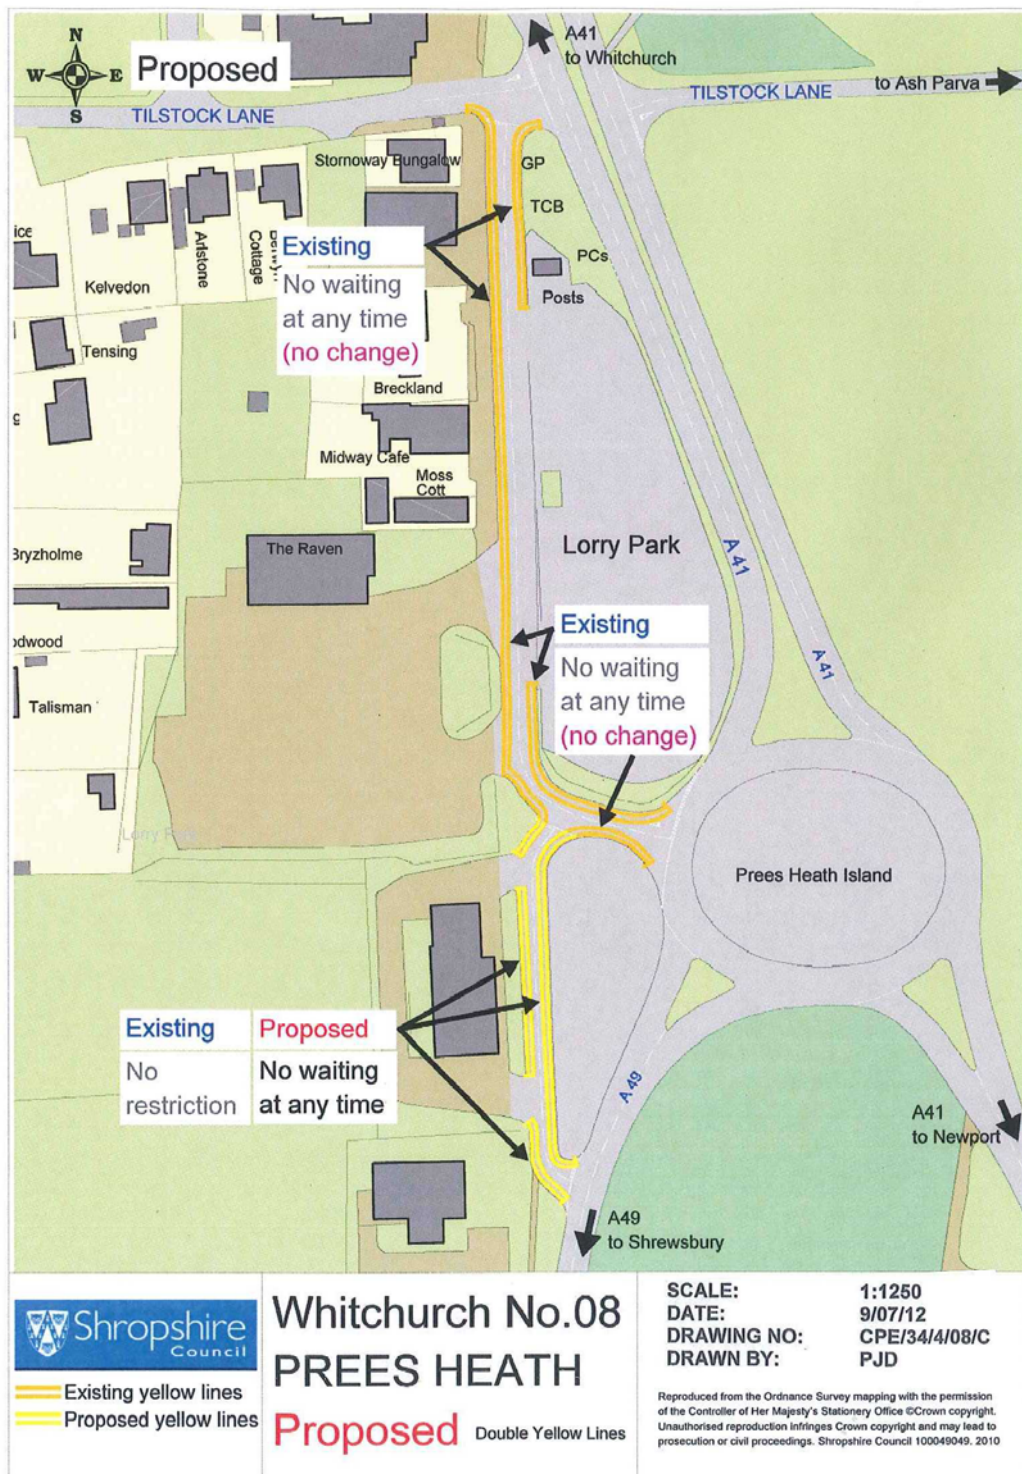 N
W E
S
Proposed
A41
to Whitchurch
TILSTOCK LANE
TILSTOCK LANE
to Ash Parva
Stornoway Bungalow
GP
TCB
PCs
Posts
Existing
No waiting
at any time
(no change)
Kelvedon
Arlstone
Cottage
Tensing
Breckland
Midway Cafe
Moss
Cott
Lorry Park
A 41
A 41
The Raven
Bryzholme
Talisman
Existing
No waiting
at any time
(no change)
Lorry
Prees Heath Island
Existing
No
restriction
Proposed
No waiting
at any time
A 49
A41
to Newport
A49
to Shrewsbury
Shropshire
Council
Existing yellow lines
Proposed yellow lines
Whitchurch No.08
PREES HEATH
Proposed Double Yellow Lines
SCALE: 1:1250
DATE: 9/07/12
DRAWING NO: CPE/34/4/08/C
DRAWN BY: PJD
Reproduced from the Ordnance Survey mapping with the permission
of the Controller of Her Majesty's Stationery Office ©Crown copyright.
Unauthorised reproduction infringes Crown copyright and may lead to
prosecution or civil proceedings. Shropshire Council 100049049. 2010